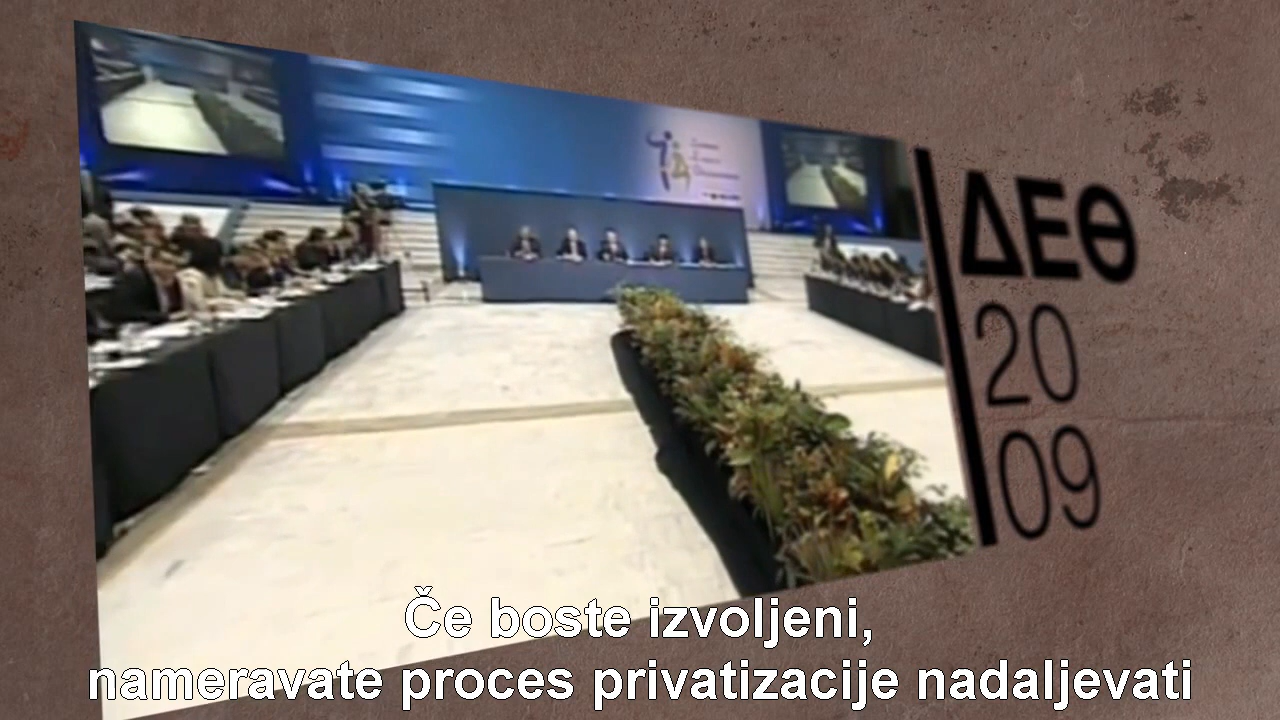 ΔΕΘ
20
09
Če boste izvoljeni,
nameravate proces privatizacije nadaljevati